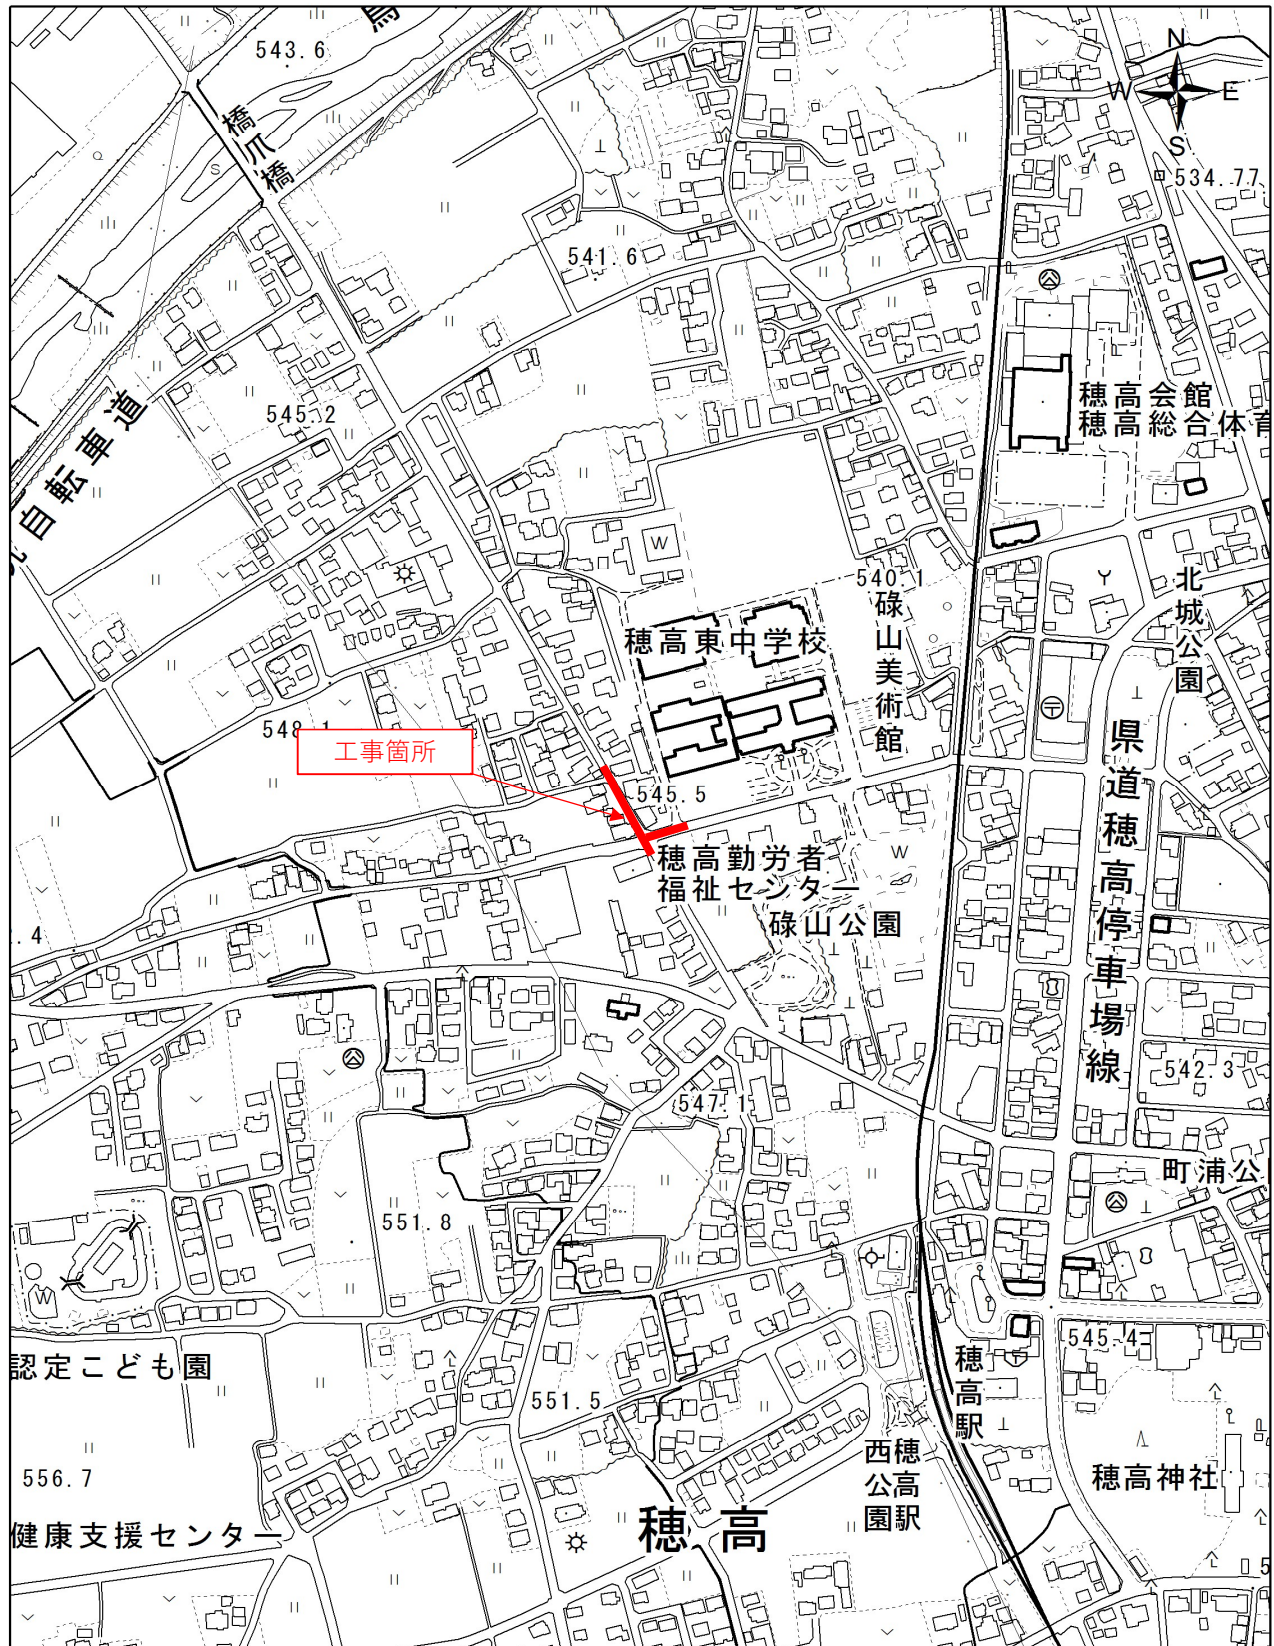 543.6
橋爪橋
N
W
E
S
534.77
541.6
545.2
穂高会館
穂高総合体育
自転車道
W
540.1
碌山美術館
北城公園
穂高東中学校
548.1
工事箇所
545.5
県道穂高停車場線
穂高勤労者
福祉センター
W
碌山公園
.4
542.3
547.1
町浦公
551.8
W
545.4
認定こども園
穂高駅
551.5
西穂高駅公園
556.7
穂高神社
健康支援センター
穂高
5